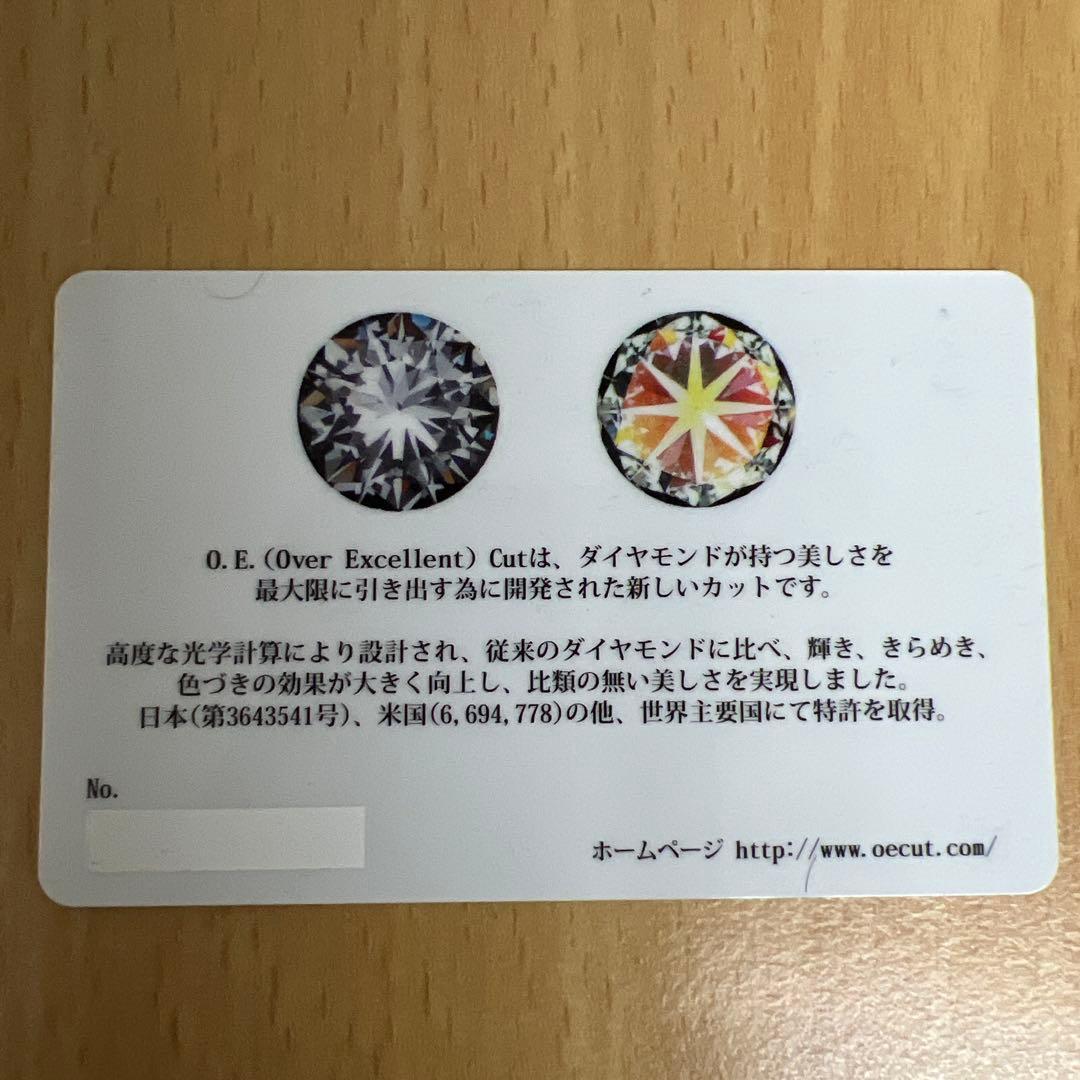 O.E.(Over Excellent) Cutは、ダイヤモンドが持つ美しさを
最大限に引き出す為に開発された新しいカットです。
高度な光学計算により設計され、従来のダイヤモンドに比べ、輝き、きらめき、
色づきの効果が大きく向上し、比類の無い美しさを実現しました。
日本(第3643541号)、米国(6,694,778)の他、世界主要国にて特許を取得。
No.
ホームページ http://www.oecut.com/